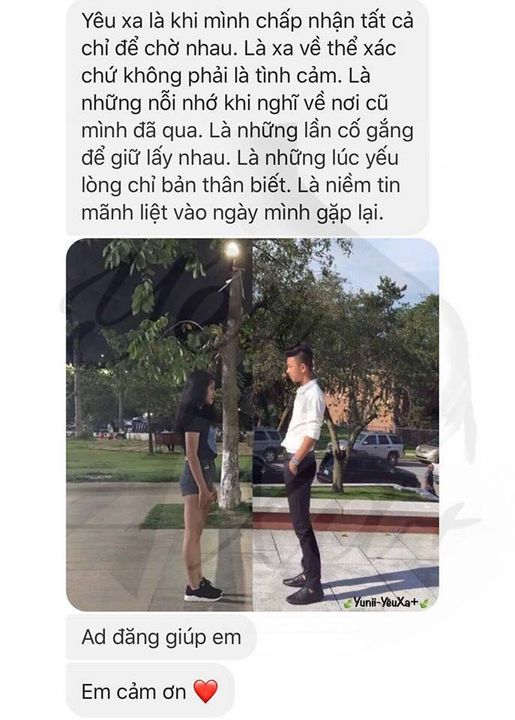 Yêu xa là khi mình chấp nhận tất cả
chỉ để chờ nhau. Là xa về thể xác
chứ không phải là tình cảm. Là
những nỗi nhớ khi nghĩ về nơi cũ
mình đã qua. Là những lần cố gắng
để giữ lấy nhau. Là những lúc yếu
lòng chỉ bản thân biết. Là niềm tin
mãnh liệt vào ngày mình gặp lại.
Yunii-YêuXa+
Ad đăng giúp em
Em cảm ơn ❤️